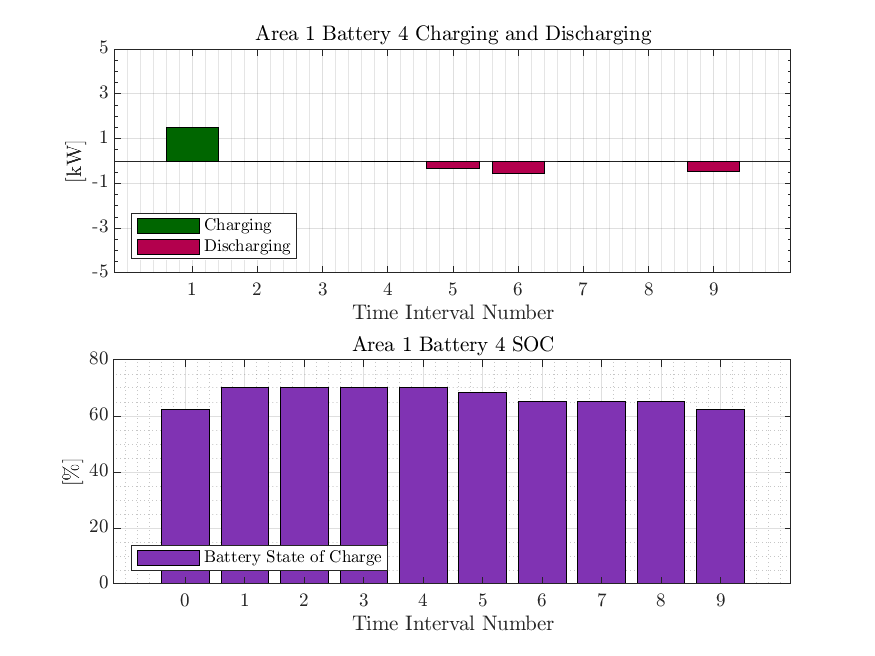 Area 1 Battery 4 Charging and Discharging
5
3
1
-1
-3
-5
[kW]
Charging
Discharging
1 2 3 4 5 6 7 8 9
Time Interval Number
Area 1 Battery 4 SOC
80
60
40
20
0
[%]
Battery State of Charge
0 1 2 3 4 5 6 7 8 9
Time Interval Number